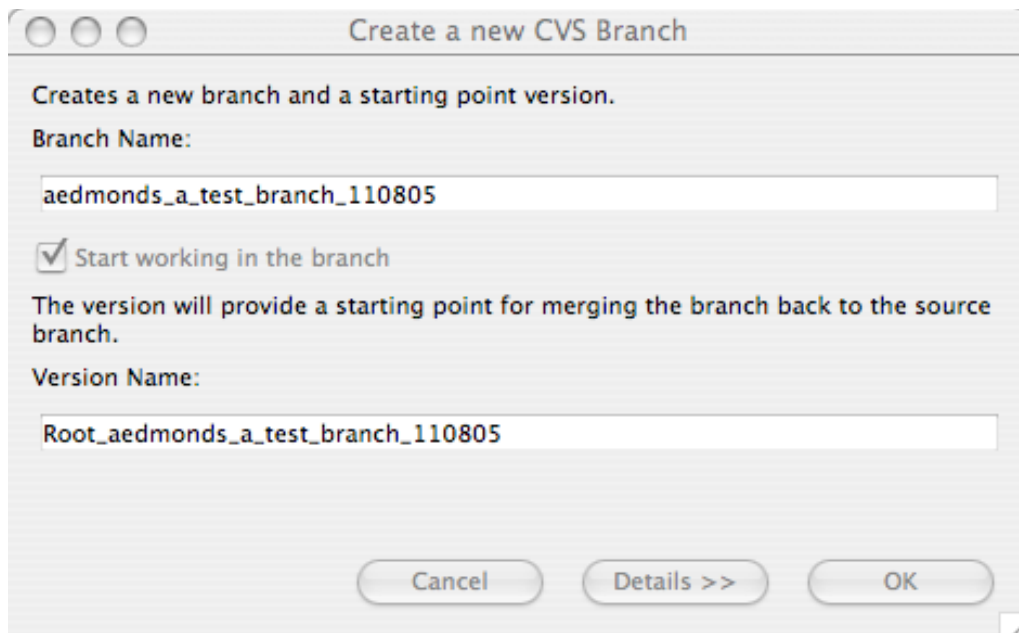 Create a new CVS Branch
Creates a new branch and a starting point version.
Branch Name:
aedmonds_a_test_branch_110805
Start working in the branch
The version will provide a starting point for merging the branch back to the source
branch.
Version Name:
Root_aedmonds_a_test_branch_110805
Cancel
Details >>
OK